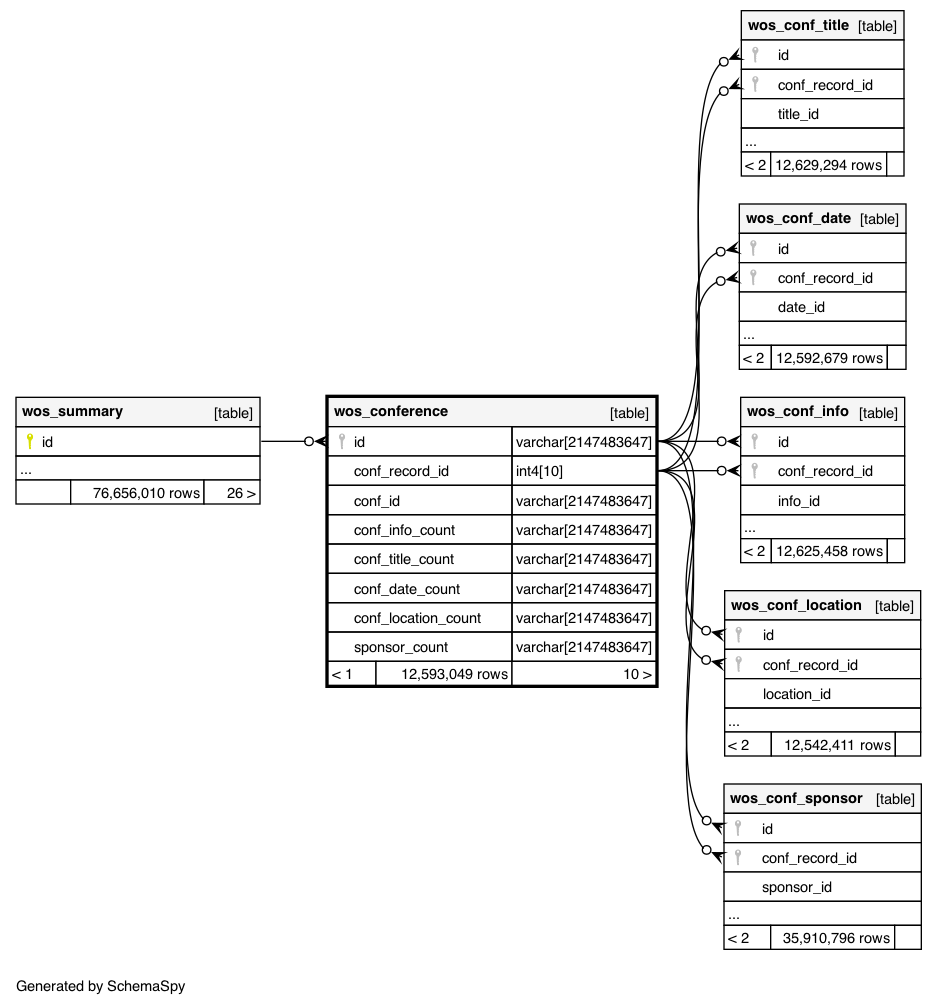 wos_conf_title [table]
id
conf_record_id
title_id
...
< 2 12,629,294 rows
wos_conf_date [table]
id
conf_record_id
date_id
...
< 2 12,592,679 rows
wos_summary [table]
id
...
76,656,010 rows 26 >
wos_conference [table]
id varchar[2147483647]
conf_record_id int4[10]
conf_id varchar[2147483647]
conf_info_count varchar[2147483647]
conf_title_count varchar[2147483647]
conf_date_count varchar[2147483647]
conf_location_count varchar[2147483647]
sponsor_count varchar[2147483647]
< 1 12,593,049 rows 10 >
wos_conf_info [table]
id
conf_record_id
info_id
...
< 2 12,625,458 rows
wos_conf_location [table]
id
conf_record_id
location_id
...
< 2 12,542,411 rows
wos_conf_sponsor [table]
id
conf_record_id
sponsor_id
...
< 2 35,910,796 rows
Generated by SchemaSpy